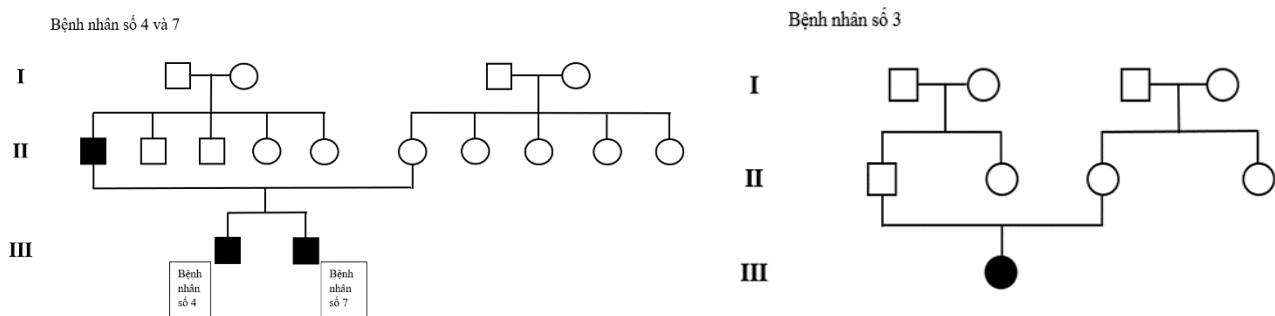 Bệnh nhân số 4 và 7
I
II
III
Bệnh
nhân
số 4
Bệnh
nhân
số 7
Bệnh nhân số 3
I
II
III